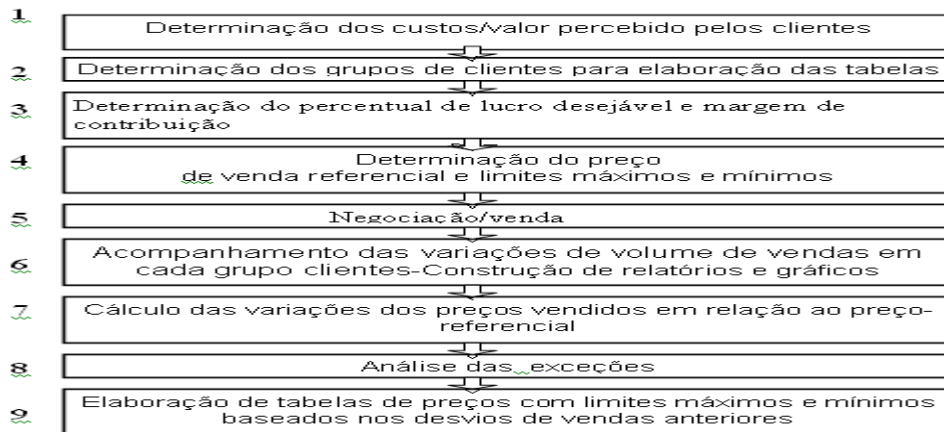 1
Determinação dos custos/valor percebido pelos clientes
2
Determinação dos grupos de clientes para elaboração das tabelas
3
Determinação do percentual de lucro desejável e margem de
contribuição
4
Determinação do preço
de venda referencial e limites máximos e mínimos
5
Negociação/venda
6
Acompanhamento das variações de volume de vendas em
cada grupo clientes-Construção de relatórios e gráficos
7
Cálculo das variações dos preços vendidos em relação ao preço-
referencial
8
Análise das exceções
9
Elaboração de tabelas de preços com limites máximos e mínimos
baseados nos desvios de vendas anteriores